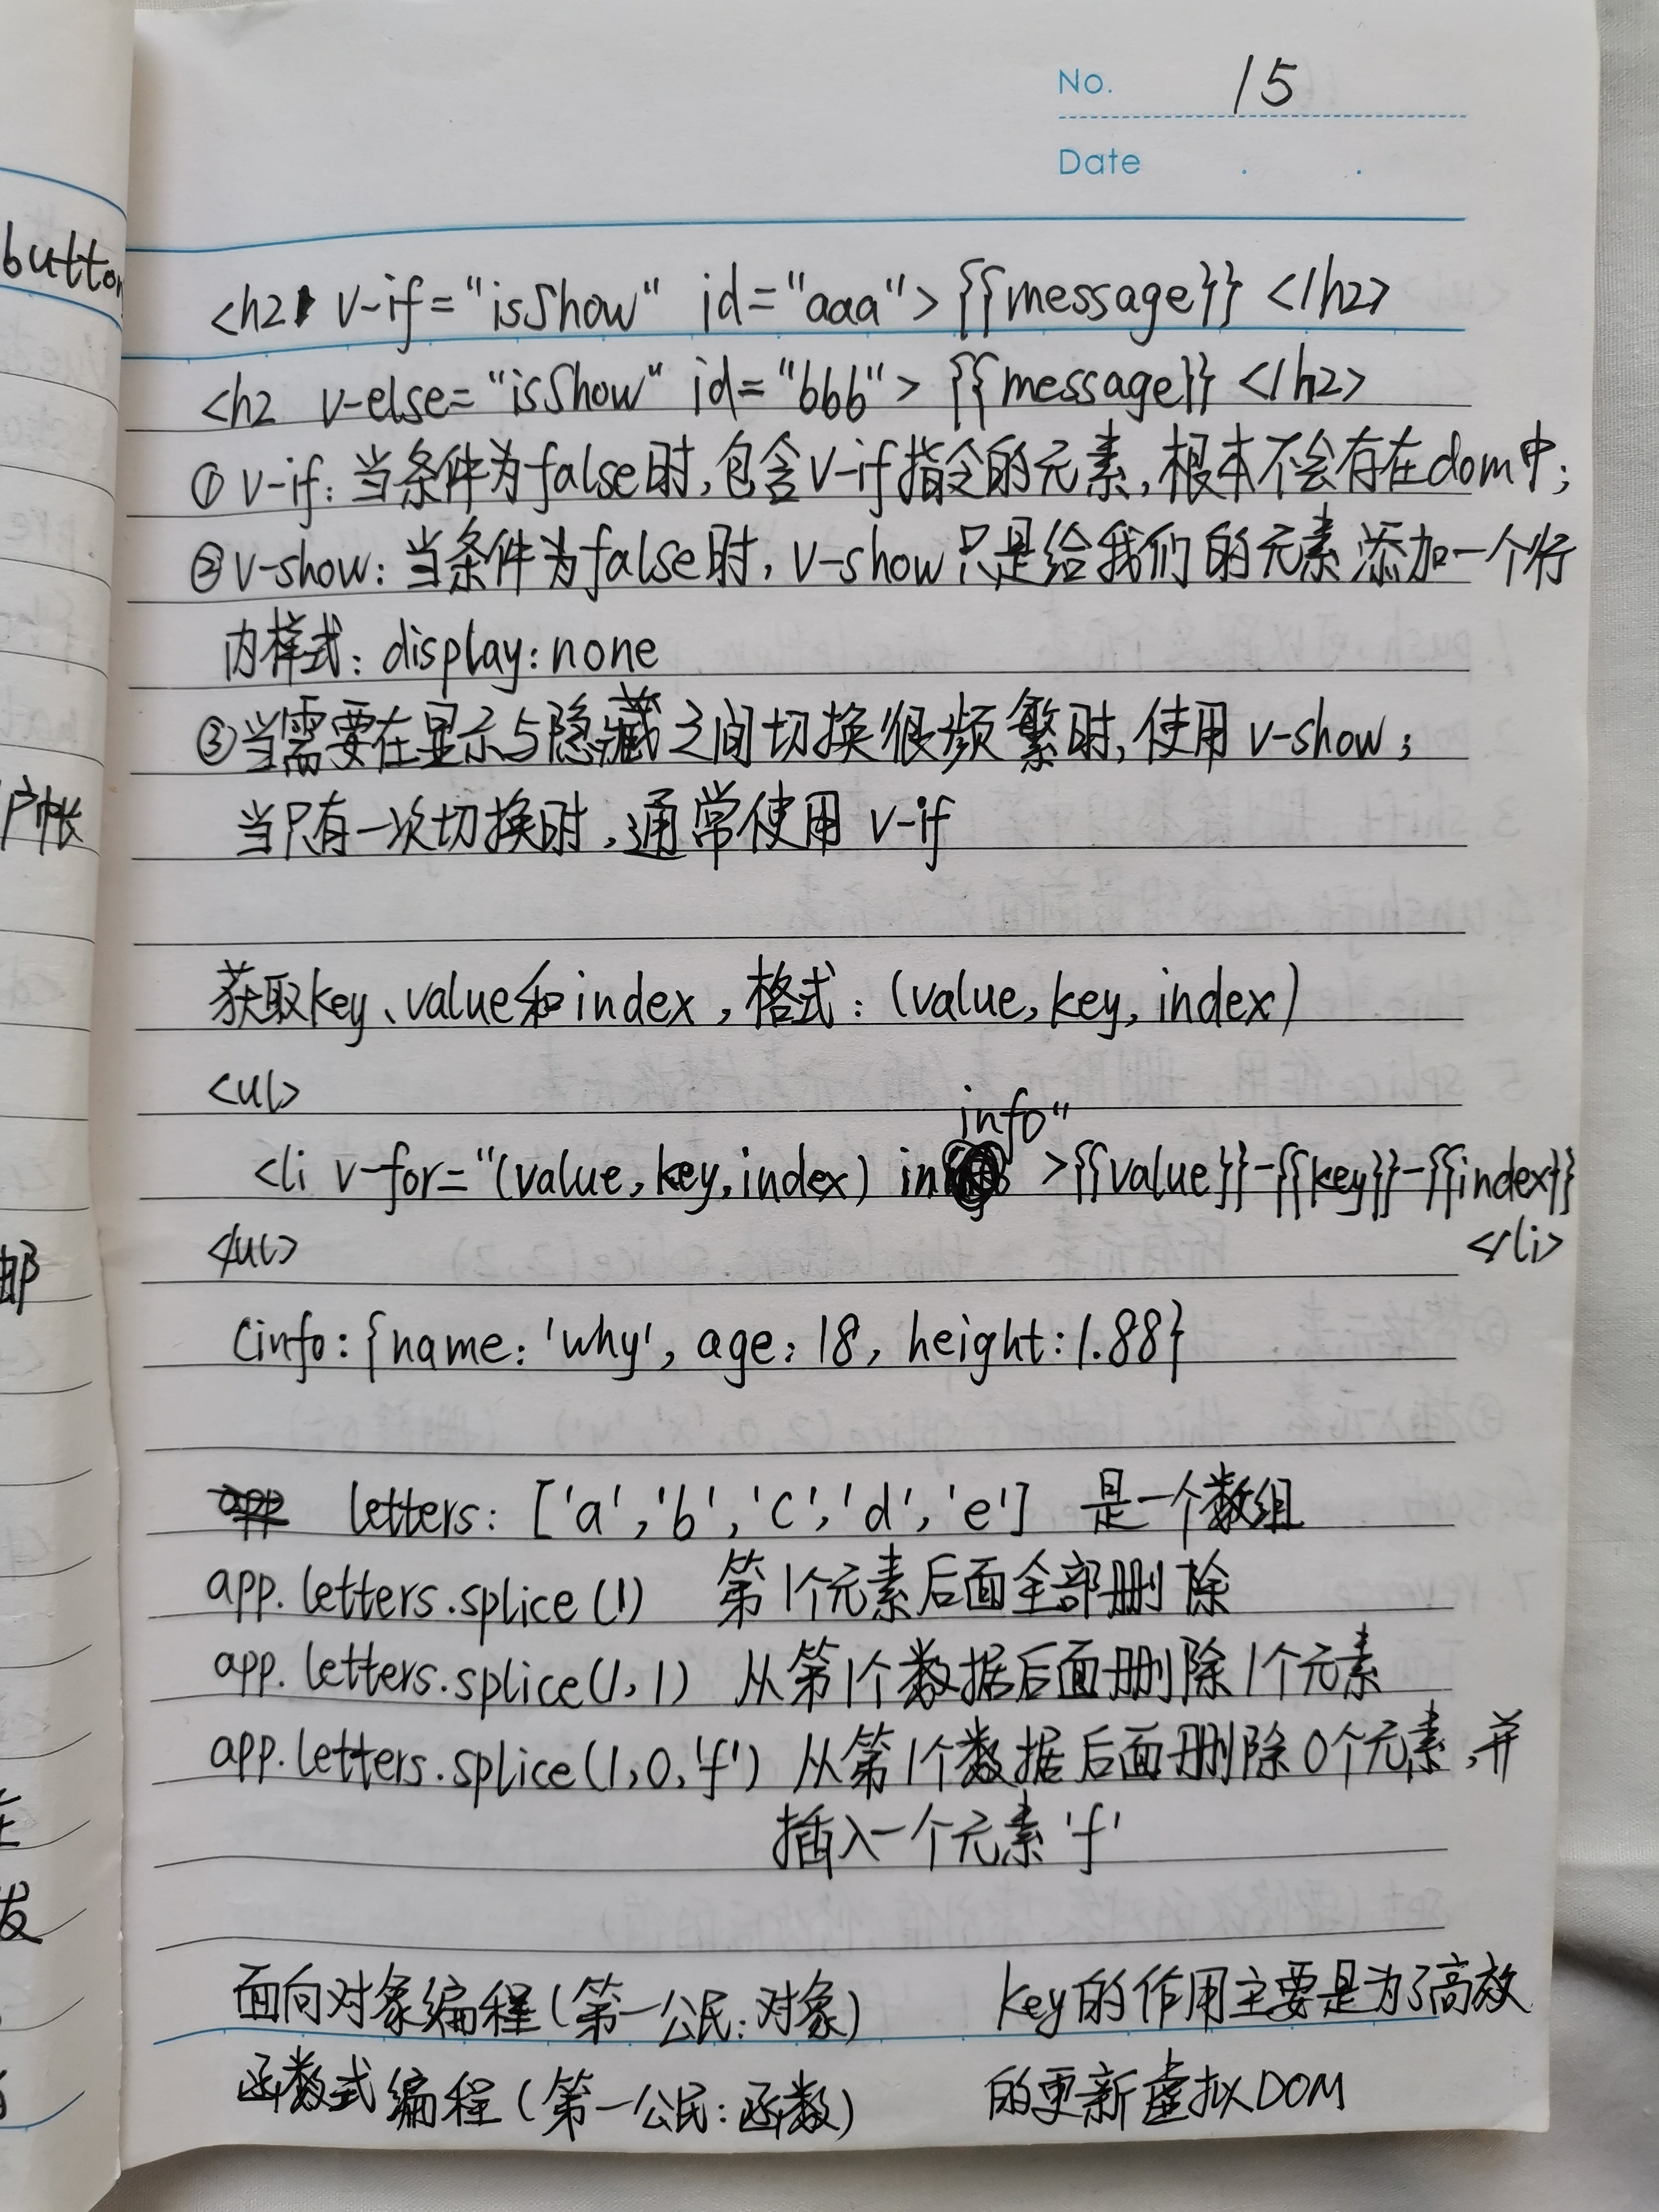 No. 15
Date . .
<h2 v-if="isShow" id="aaa"> {{message}} </h2>
<h2 v-else="isShow" id="bbb"> {{message}} </h2>
① v-if: 当条件为false时,包含v-if指令的元素,根本不会存在dom中;
② v-show: 当条件为false时, v-show只是给我们的元素添加一个行
内样式: display:none
③当需要在显示与隐藏之间切换很频繁时,使用 v-show;
当只有一次切换时,通常使用 v-if
获取key、value和index,格式: (value, key, index)
<ul>
<li v-for="(value, key, index) in info" >{{value}}-{{key}}-{{index}}
</li>
</ul>
info: {name: 'why', age: 18, height: 1.88}
letters: ['a', 'b', 'c', 'd', 'e'] 是一个数组
app.letters.splice(1) 第1个元素后面全部删除
app.letters.splice(1, 1) 从第1个数据后面删除1个元素
app.letters.splice(1, 0, 'f') 从第1个数据后面删除0个元素,并
插入一个元素'f'
面向对象编程(第一公民:对象) key的作用主要是为了高效
函数式编程(第一公民:函数) 的更新虚拟DOM
button
户帐
邮
发